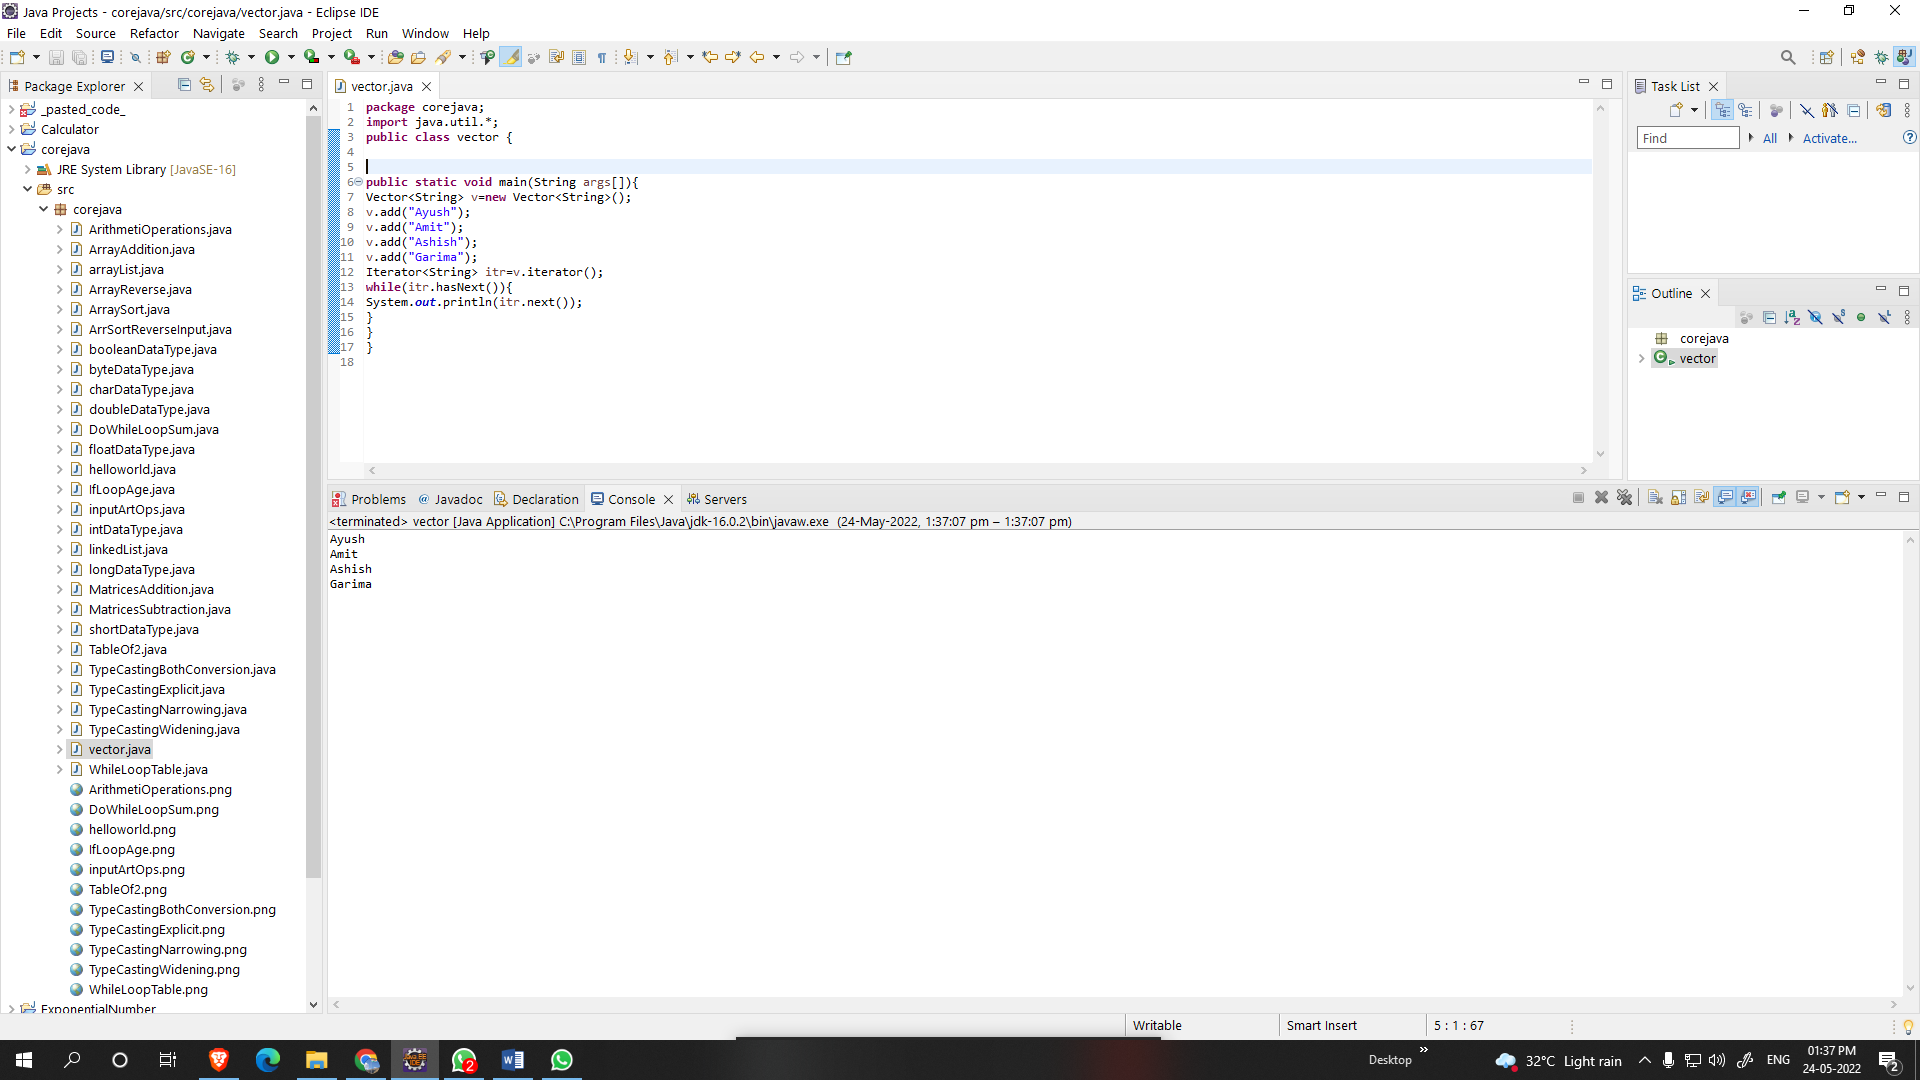 Java Projects - corejava/src/corejava/vector.java - Eclipse IDE
File Edit Source Refactor Navigate Search Project Run Window Help
Package Explorer
_pasted_code_
Calculator
corejava
JRE System Library [JavaSE-16]
src
corejava
ArithmetiOperations.java
ArrayAddition.java
arrayList.java
ArrayReverse.java
ArraySort.java
ArrSortReverseInput.java
booleanDataType.java
byteDataType.java
charDataType.java
doubleDataType.java
DoWhileLoopSum.java
floatDataType.java
helloworld.java
IfLoopAge.java
inputArtOps.java
intDataType.java
linkedList.java
longDataType.java
MatricesAddition.java
MatricesSubtraction.java
shortDataType.java
TableOf2.java
TypeCastingBothConversion.java
TypeCastingExplicit.java
TypeCastingNarrowing.java
TypeCastingWidening.java
vector.java
WhileLoopTable.java
ArithmetiOperations.png
DoWhileLoopSum.png
helloworld.png
IfLoopAge.png
inputArtOps.png
TableOf2.png
TypeCastingBothConversion.png
TypeCastingExplicit.png
TypeCastingNarrowing.png
TypeCastingWidening.png
WhileLoopTable.png
ExponentialNumber
vector.java
1 package corejava;
2 import java.util.*;
3 public class vector {
4
5
6 public static void main(String args[]){
7 Vector<String> v=new Vector<String>();
8 v.add("Ayush");
9 v.add("Amit");
10 v.add("Ashish");
11 v.add("Garima");
12 Iterator<String> itr=v.iterator();
13 while(itr.hasNext()){
14 System.out.println(itr.next());
15 }
16 }
17 }
18
Task List
Find All Activate...
Outline
corejava
vector
Problems @ Javadoc Declaration Console Servers
<terminated> vector [Java Application] C:\Program Files\Java\jdk-16.0.2\bin\javaw.exe (24-May-2022, 1:37:07 pm – 1:37:07 pm)
Ayush
Amit
Ashish
Garima
Writable Smart Insert 5 : 1 : 67
2
Desktop » 32°C Light rain ENG 01:37 PM
24-05-2022
2